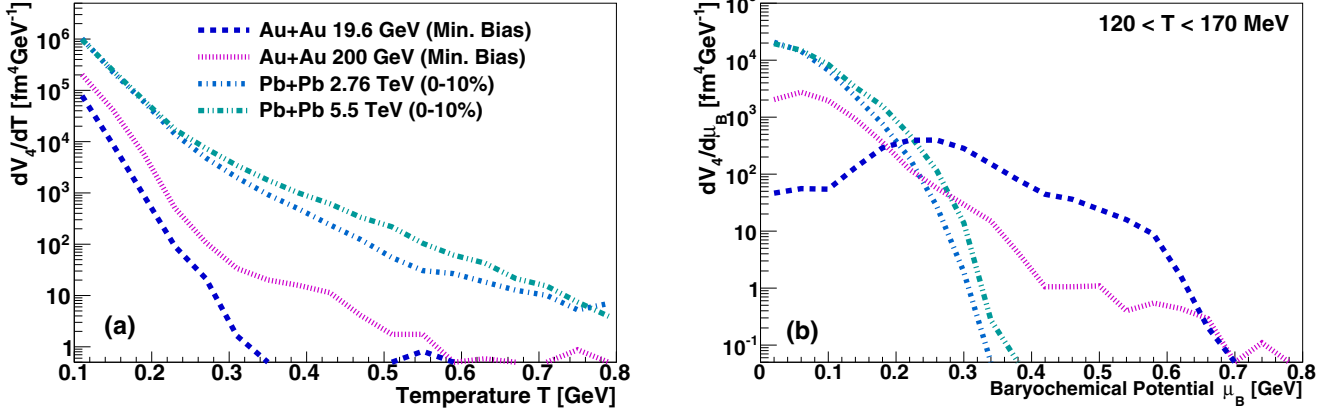 dV₄/dT [fm⁴GeV⁻¹]
10⁶
10⁵
10⁴
10³
10²
10
1
Au+Au 19.6 GeV (Min. Bias)
Au+Au 200 GeV (Min. Bias)
Pb+Pb 2.76 TeV (0-10%)
Pb+Pb 5.5 TeV (0-10%)
(a)
0.1 0.2 0.3 0.4 0.5 0.6 0.7 0.8
Temperature T [GeV]
dV₄/dμ_B [fm⁴GeV⁻¹]
10⁵
10⁴
10³
10²
10
1
10⁻¹
120 < T < 170 MeV
(b)
0 0.1 0.2 0.3 0.4 0.5 0.6 0.7 0.8
Baryochemical Potential μ_B [GeV]